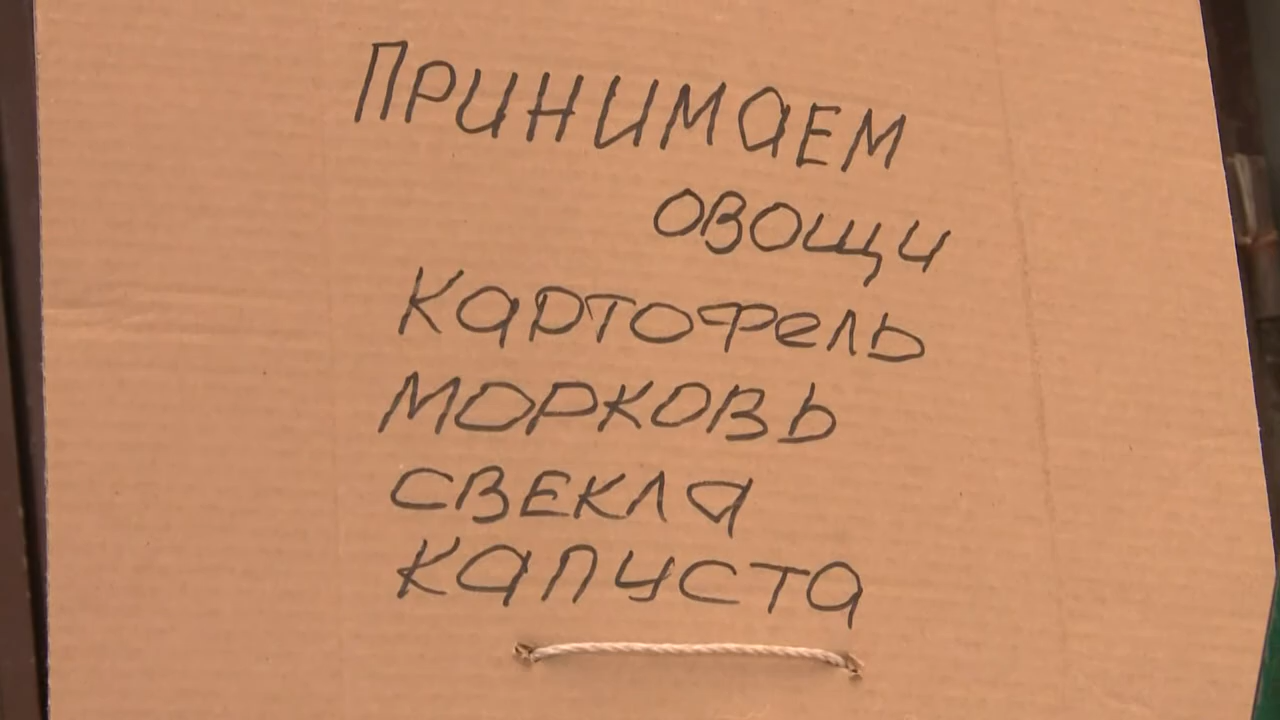 ПРИНИМАЕМ
ОВОЩИ
КАРТОФЕЛЬ
МОРКОВЬ
СВЕКЛА
КАПУСТА